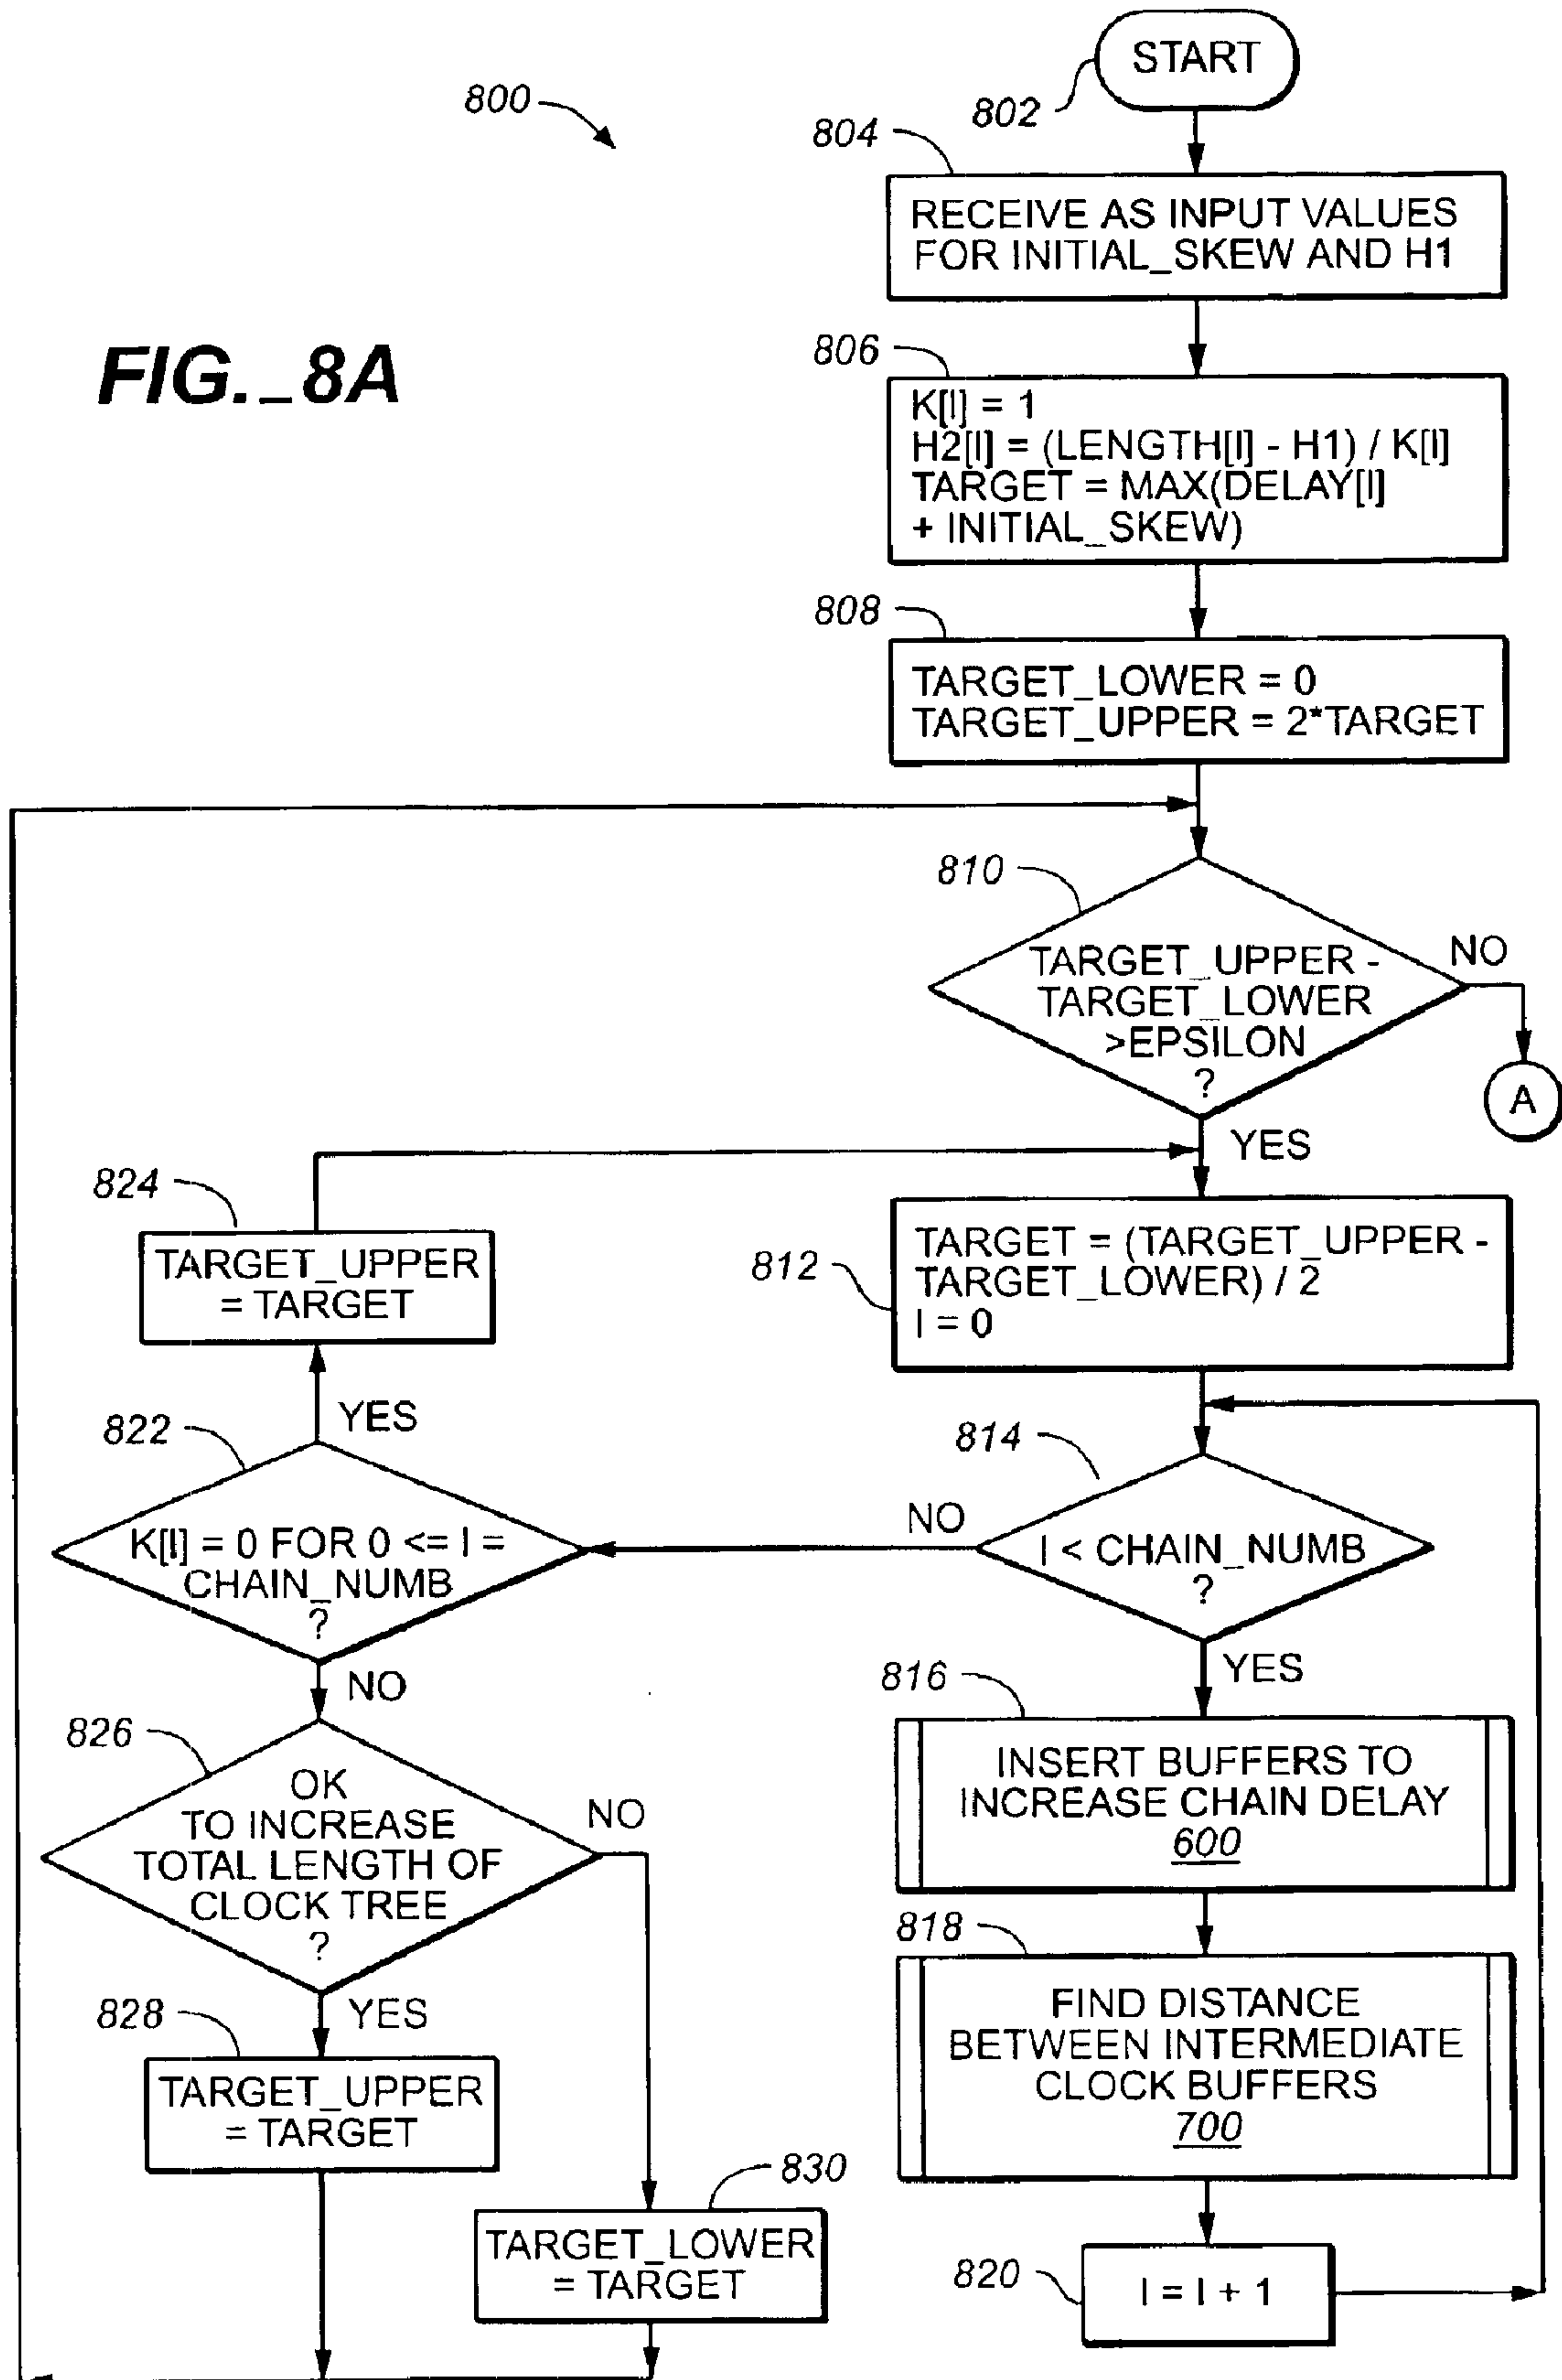 START
800
802
804
RECEIVE AS INPUT VALUES
FOR INITIAL_SKEW AND H1
FIG._8A
806
K[I] = 1
H2[I] = (LENGTH[I] - H1) / K[I]
TARGET = MAX(DELAY[I]
+ INITIAL_SKEW)
808
TARGET_LOWER = 0
TARGET_UPPER = 2*TARGET
810
TARGET_UPPER -
TARGET_LOWER
>EPSILON
?
NO
A
YES
824
TARGET_UPPER
= TARGET
812
TARGET = (TARGET_UPPER -
TARGET_LOWER) / 2
I = 0
YES
822
K[I] = 0 FOR 0 <= I =
CHAIN_NUMB
?
NO
814
I < CHAIN_NUMB
?
NO
YES
826
OK
TO INCREASE
TOTAL LENGTH OF
CLOCK TREE
?
NO
816
INSERT BUFFERS TO
INCREASE CHAIN DELAY
600
818
FIND DISTANCE
BETWEEN INTERMEDIATE
CLOCK BUFFERS
700
YES
828
TARGET_UPPER
= TARGET
830
TARGET_LOWER
= TARGET
820
I = I + 1